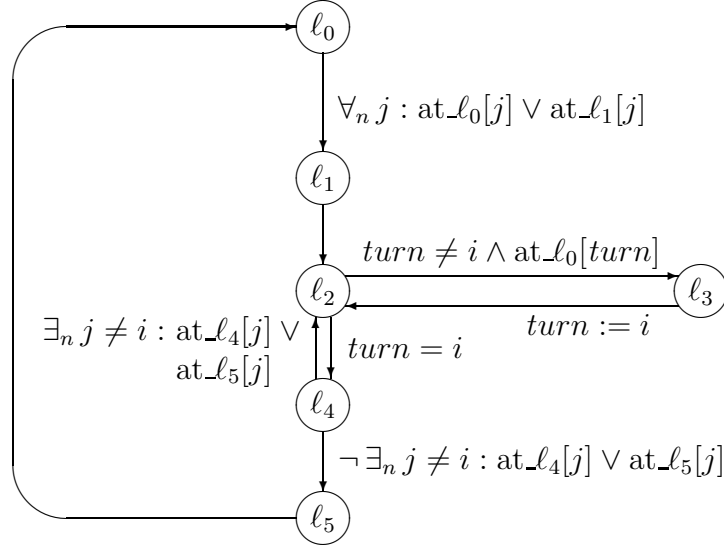 ℓ₀
∀ₙ j : at_ℓ₀[j] ∨ at_ℓ₁[j]
ℓ₁
turn ≠ i ∧ at_ℓ₀[turn]
ℓ₂
ℓ₃
turn := i
∃ₙ j ≠ i : at_ℓ₄[j] ∨
at_ℓ₅[j]
turn = i
ℓ₄
¬ ∃ₙ j ≠ i : at_ℓ₄[j] ∨ at_ℓ₅[j]
ℓ₅